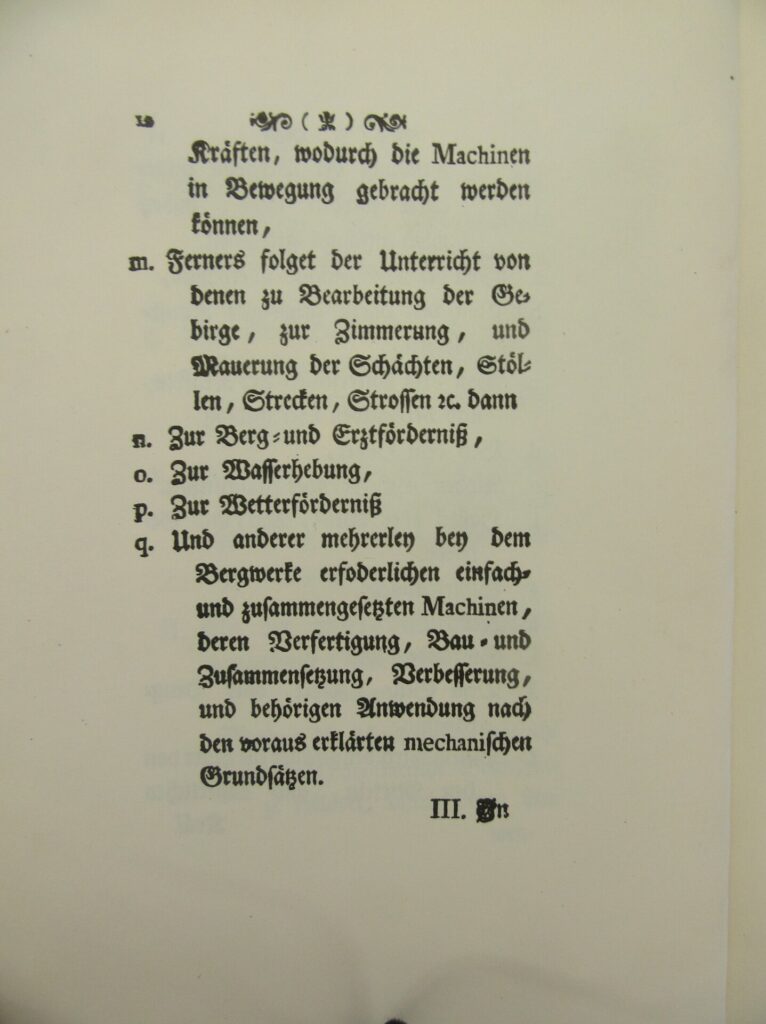 ( )
Kräften, wodurch die Machinen
in Bewegung gebracht werden
können,
m. Ferners folget der Unterricht von
denen zu Bearbeitung der Ge-
birge, zur Zimmerung, und
Mauerung der Schächten, Stöl-
len, Strecken, Strossen ꝛc. dann
n. Zur Berg-und Erztförderniß,
o. Zur Wasserhebung,
p. Zur Wetterförderniß
q. Und anderer mehrerley bey dem
Bergwerke erfoderlichen einfach-
und zusammengesetzten Machinen,
deren Verfertigung, Bau-und
Zusammensetzung, Verbesserung,
und behörigen Anwendung nach
den voraus erklärten mechanischen
Grundsätzen.
III. In